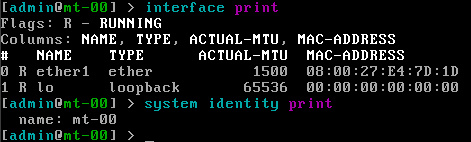 [admin@mt-00] > interface print
Flags: R - RUNNING
Columns: NAME, TYPE, ACTUAL-MTU, MAC-ADDRESS
#   NAME    TYPE      ACTUAL-MTU  MAC-ADDRESS
0 R ether1  ether           1500  08:00:27:E4:7D:1D
1 R lo      loopback       65536  00:00:00:00:00:00
[admin@mt-00] > system identity print
  name: mt-00
[admin@mt-00] > _